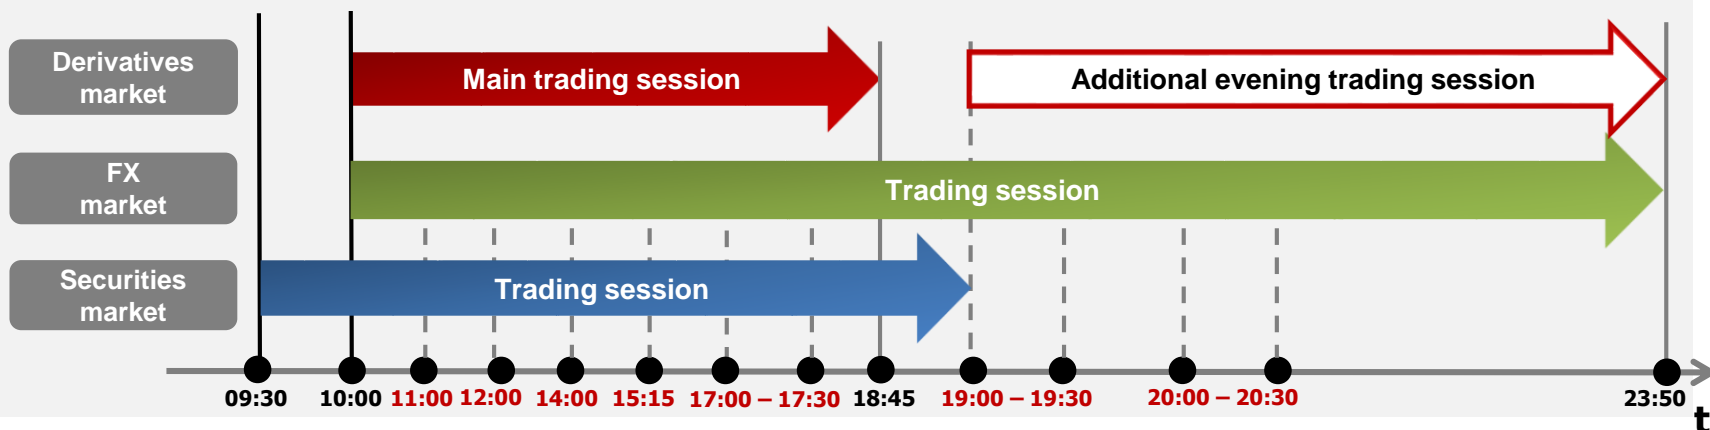 Derivatives
market
Main trading session
Additional evening trading session
FX
market
Trading session
Securities
market
Trading session
09:30 10:00 11:00 12:00 14:00 15:15 17:00 – 17:30 18:45 19:00 – 19:30 20:00 – 20:30 23:50
t